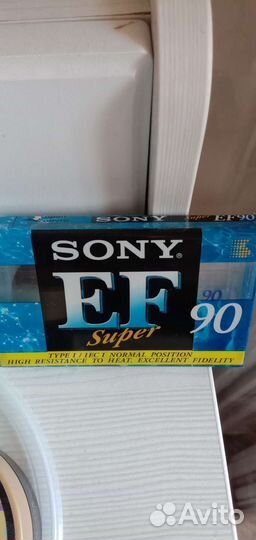 Super SONY Super EF90
SONY®
EF
Super
90
90
TYPE I / IEC I NORMAL POSITION
HIGH RESISTANCE TO HEAT. EXCELLENT FIDELITY
Avito